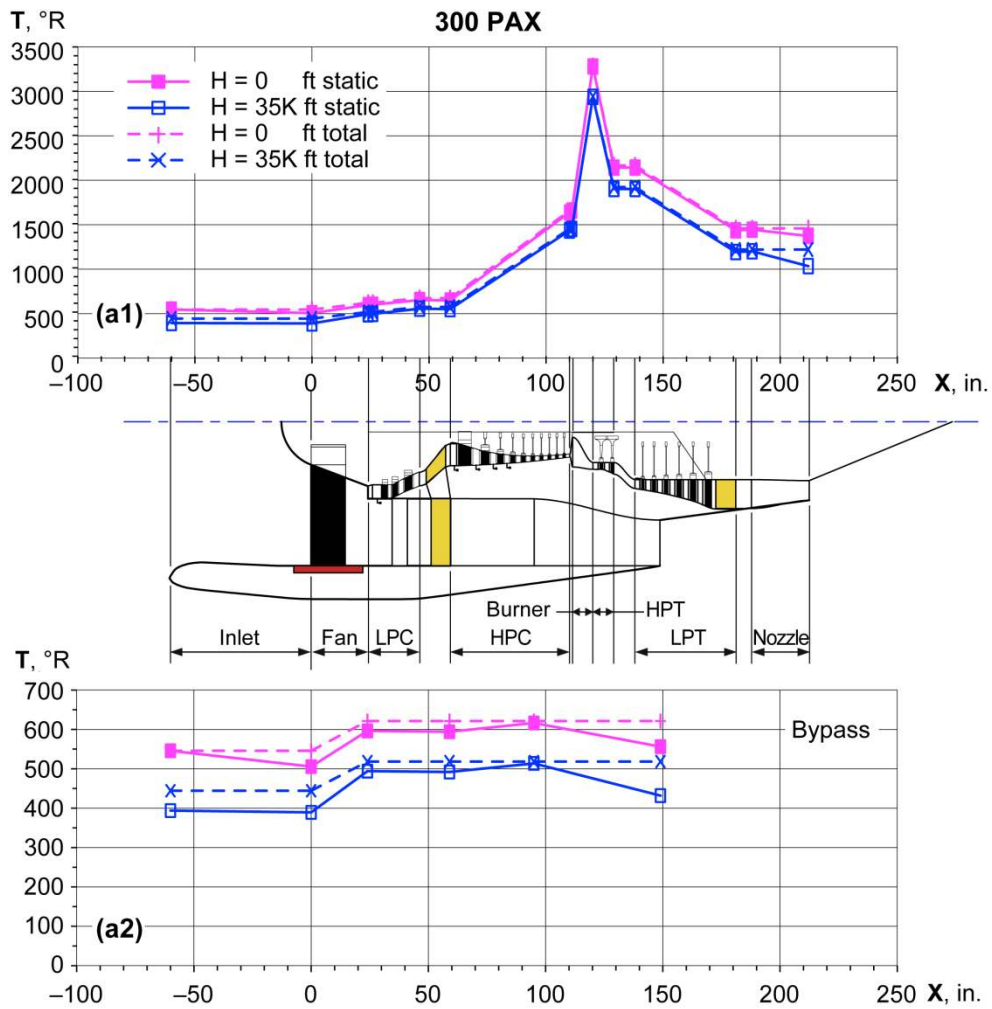 T, °R
300 PAX
3500
H = 0 ft static
3000
H = 35K ft static
H = 0 ft total
2500
H = 35K ft total
2000
1500
1000
500
(a1)
0
–100 –50 0 50 100 150 200 250 X, in.
Burner HPT
Inlet Fan LPC HPC LPT Nozzle
T, °R
700
Bypass
600
500
400
300
200
100
(a2)
0
–100 –50 0 50 100 150 200 250 X, in.